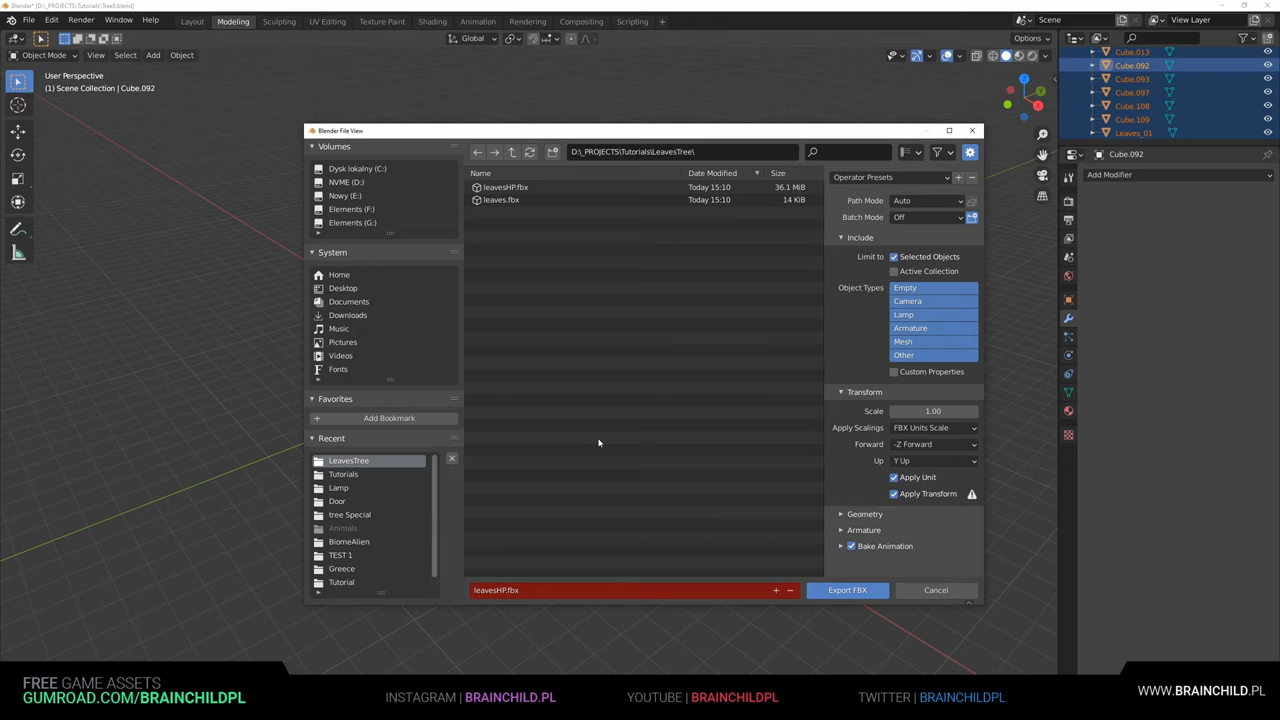 Blender* [D:\_PROJECTS\Tutorials\Tree8.blend]
File Edit Render Window Help Layout Modeling Sculpting UV Editing Texture Paint Shading Animation Rendering Compositing Scripting Scene View Layer
Global Options
Object Mode View Select Add Object
User Perspective
(1) Scene Collection | Cube.092
Cube.013
Cube.092
Cube.093
Cube.097
Cube.108
Cube.109
Leaves_01
Cube.092
Add Modifier
Z
Y
X
Blender File View
Volumes
Dysk lokalny (C:)
NVME (D:)
Nowy (E:)
Elements (F:)
Elements (G:)
System
Home
Desktop
Documents
Downloads
Music
Pictures
Videos
Fonts
Favorites
Add Bookmark
Recent
LeavesTree
Tutorials
Lamp
Door
tree Special
Animals
BiomeAlien
TEST 1
Greece
Tutorial
D:\_PROJECTS\Tutorials\LeavesTree\
Name Date Modified Size
leavesHP.fbx Today 15:10 36.1 MiB
leaves.fbx Today 15:10 14 KiB
leavesHP.fbx
Operator Presets
Path Mode Auto
Batch Mode Off
Include
Limit to Selected Objects
Active Collection
Object Types Empty
Camera
Lamp
Armature
Mesh
Other
Custom Properties
Transform
Scale 1.00
Apply Scalings FBX Units Scale
Forward -Z Forward
Up Y Up
Apply Unit
Apply Transform
Geometry
Armature
Bake Animation
Export FBX Cancel
FREE GAME ASSETS
GUMROAD.COM/BRAINCHILDPL
INSTAGRAM | BRAINCHILD.PL
YOUTUBE | BRAINCHILDPL
TWITTER | BRAINCHILDPL
WWW.BRAINCHILD.PL